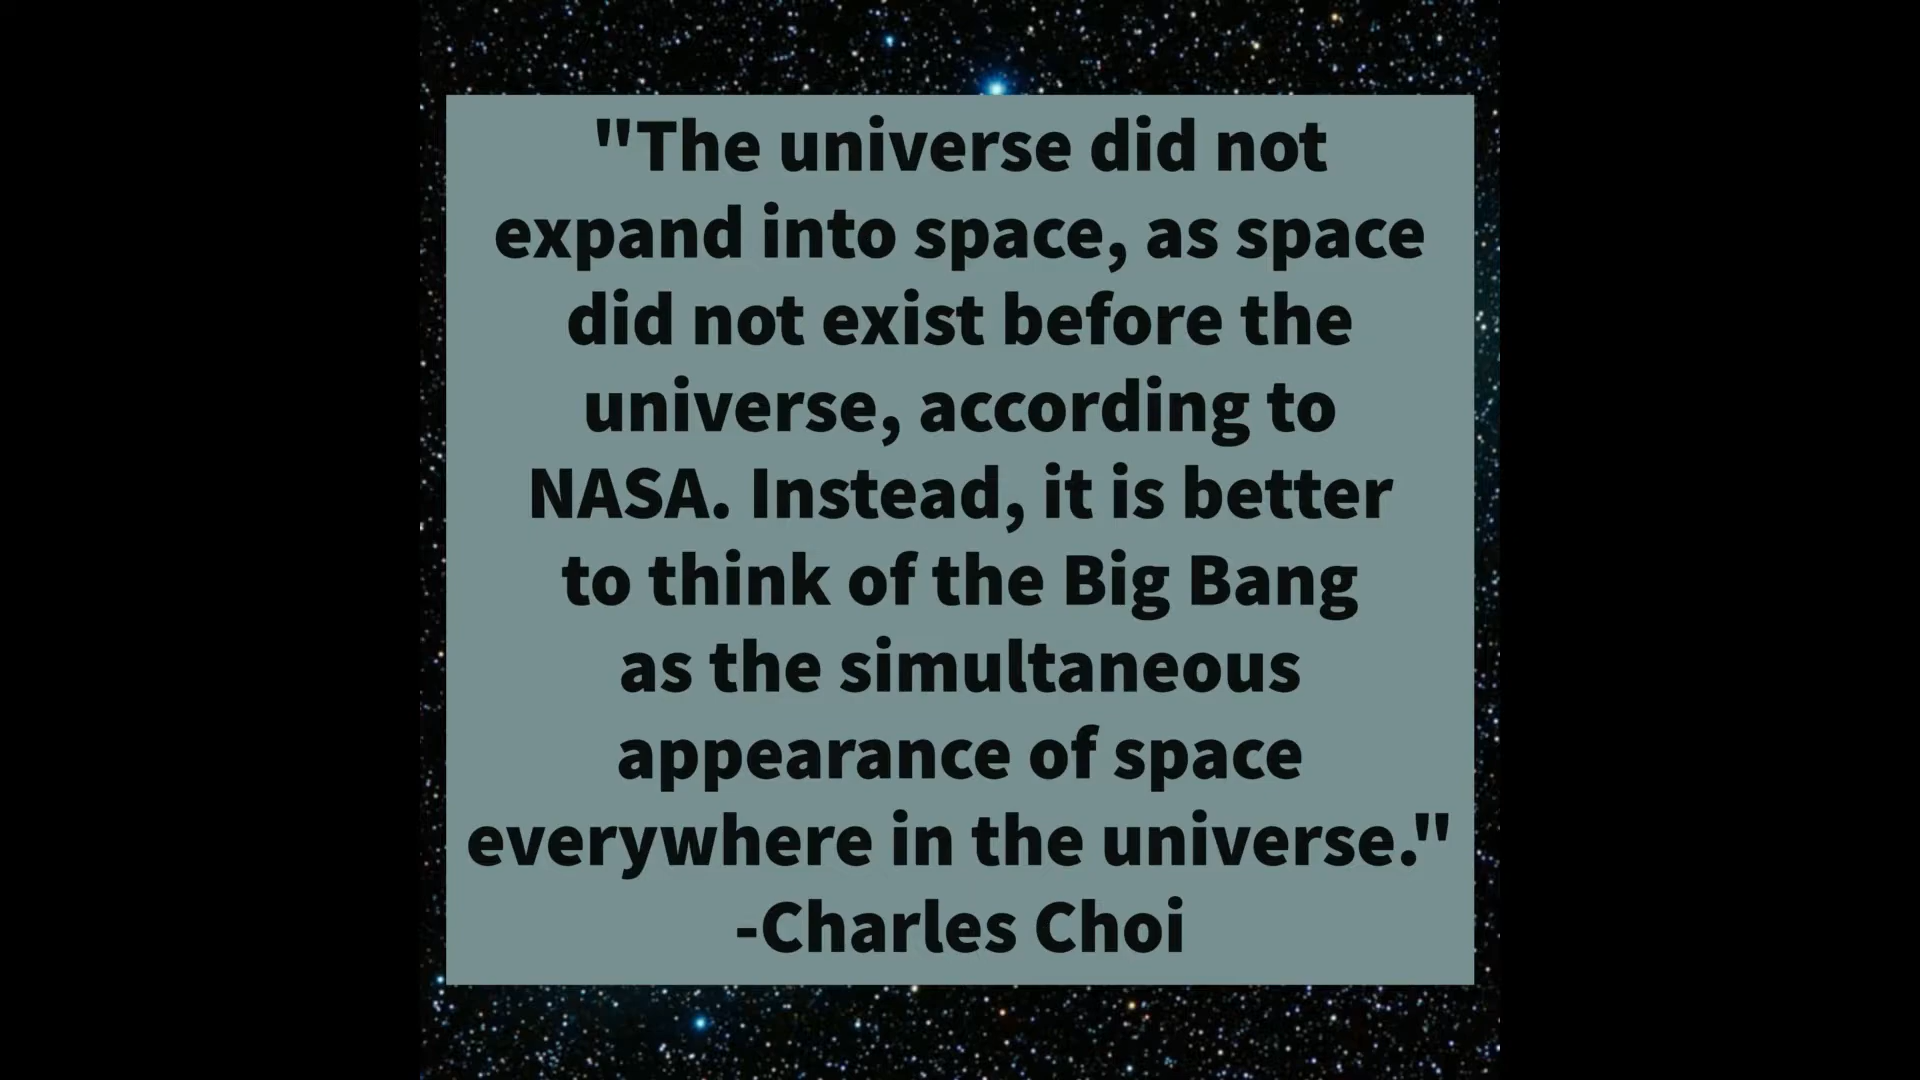 "The universe did not
expand into space, as space
did not exist before the
universe, according to
NASA. Instead, it is better
to think of the Big Bang
as the simultaneous
appearance of space
everywhere in the universe."
-Charles Choi